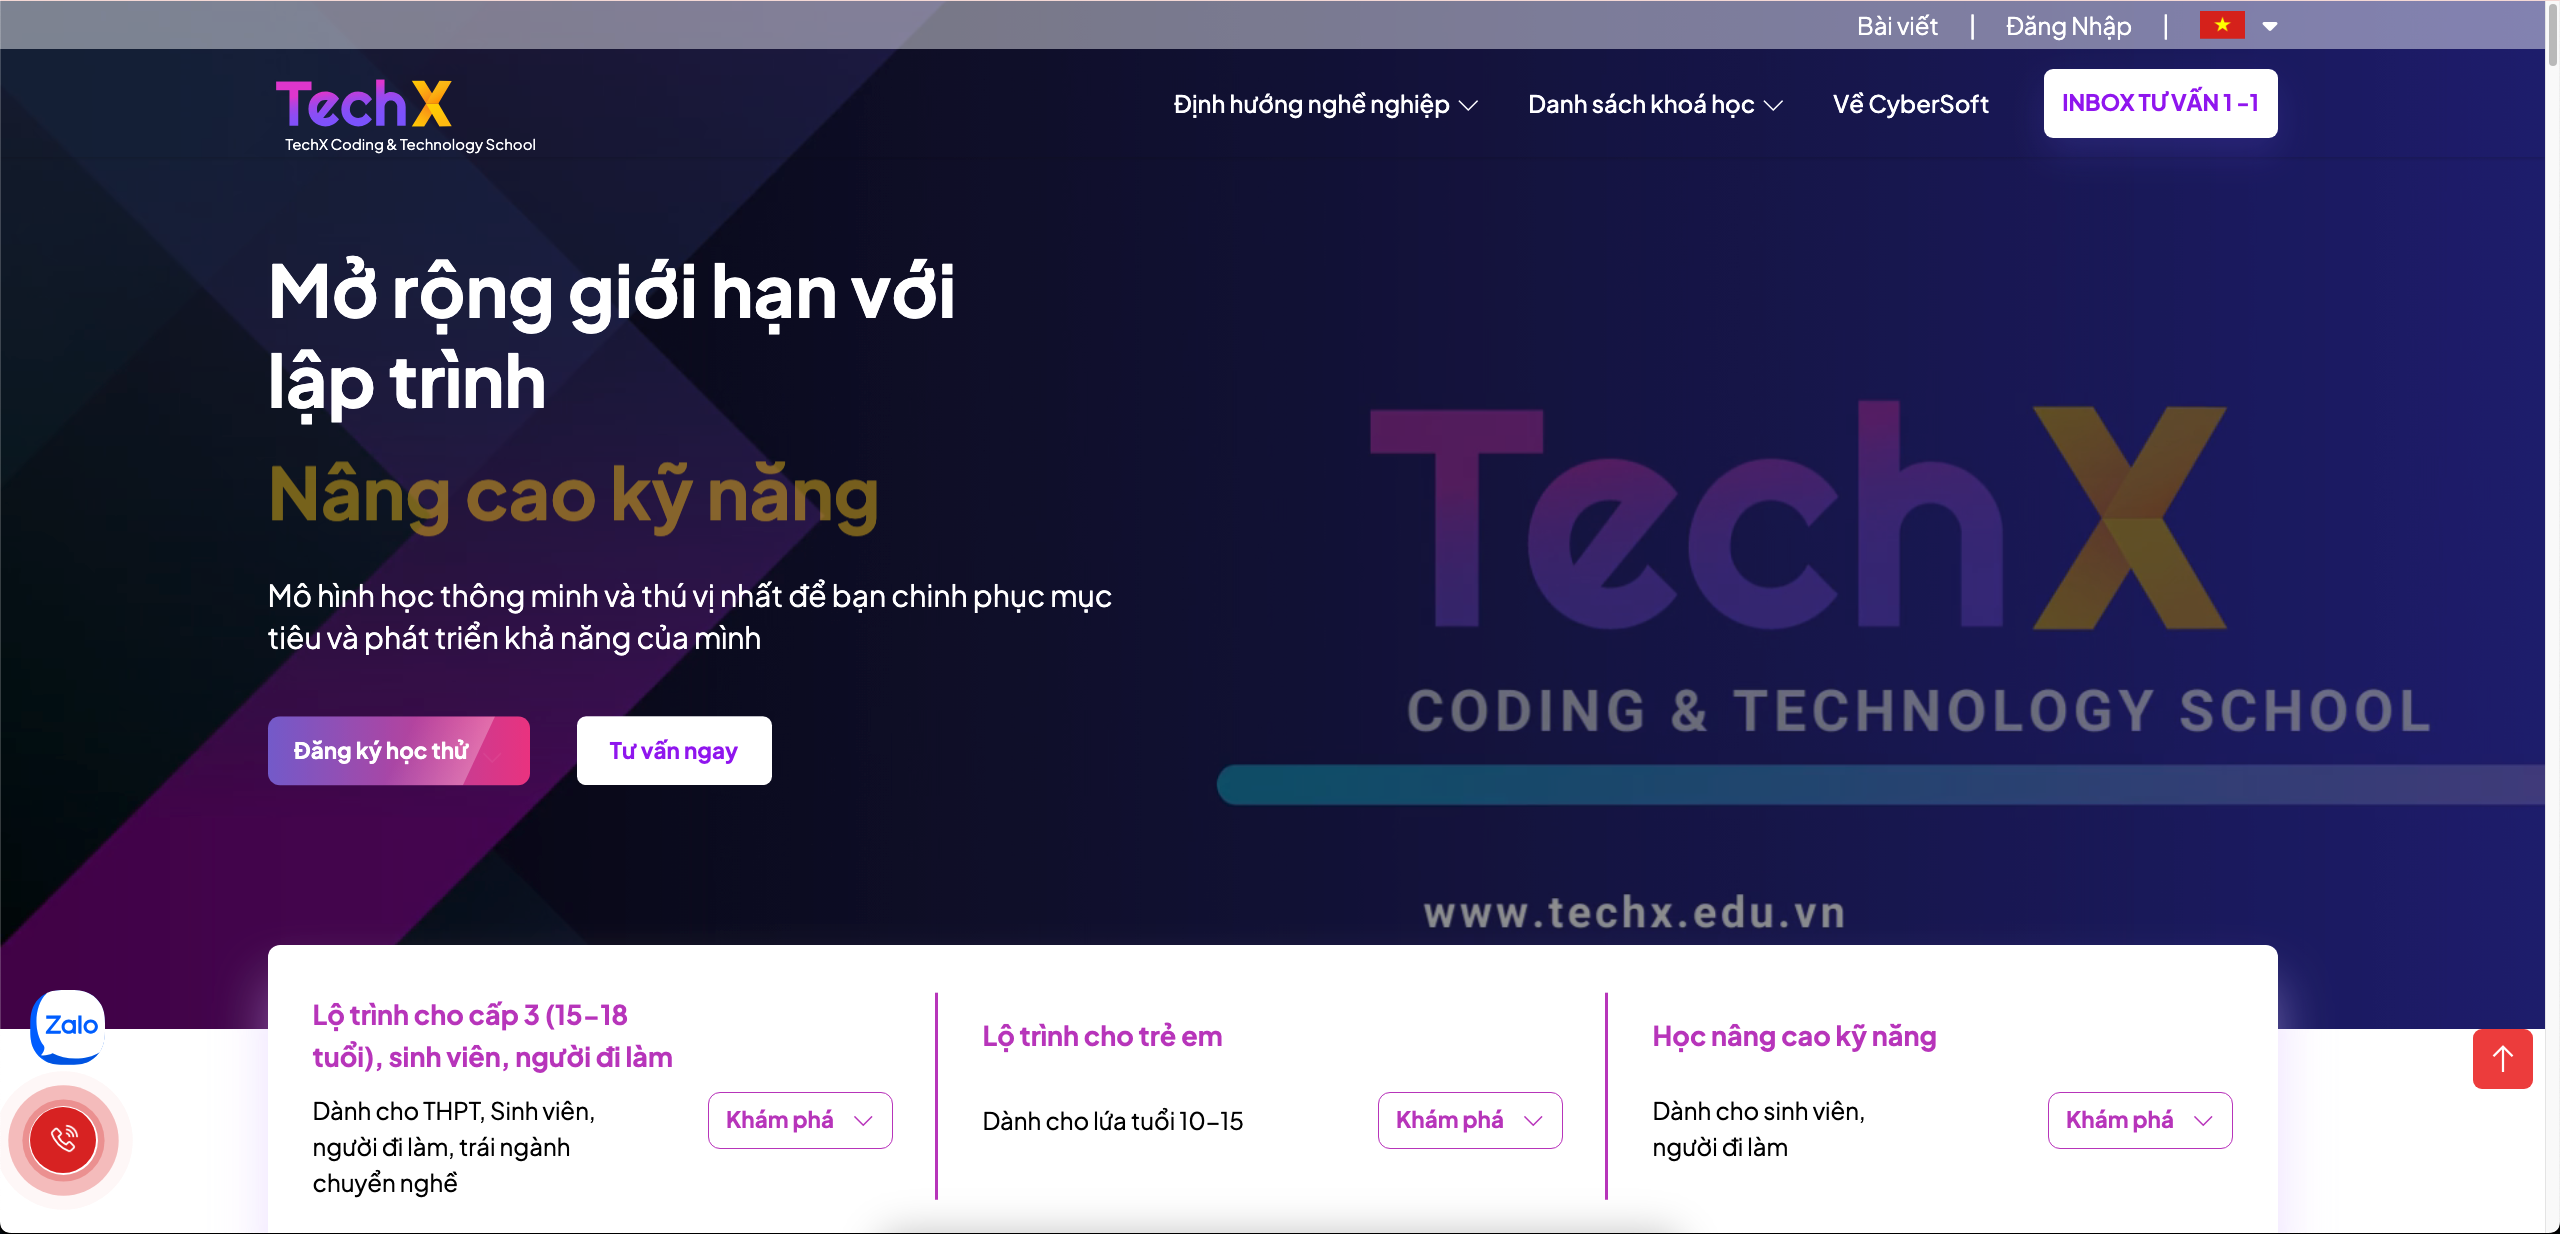 Bài viết | Đăng Nhập |
TechX
TechX Coding & Technology School
Định hướng nghề nghiệp
Danh sách khoá học
Về CyberSoft
INBOX TƯ VẤN 1 -1
Mở rộng giới hạn với
lập trình
Nâng cao kỹ năng
Mô hình học thông minh và thú vị nhất để bạn chinh phục mục
tiêu và phát triển khả năng của mình
Đăng ký học thử
Tư vấn ngay
TechX
CODING & TECHNOLOGY SCHOOL
www.techx.edu.vn
Lộ trình cho cấp 3 (15-18
tuổi), sinh viên, người đi làm
Dành cho THPT, Sinh viên,
người đi làm, trái ngành
chuyển nghề
Khám phá
Lộ trình cho trẻ em
Dành cho lứa tuổi 10-15
Khám phá
Học nâng cao kỹ năng
Dành cho sinh viên,
người đi làm
Khám phá
Zalo